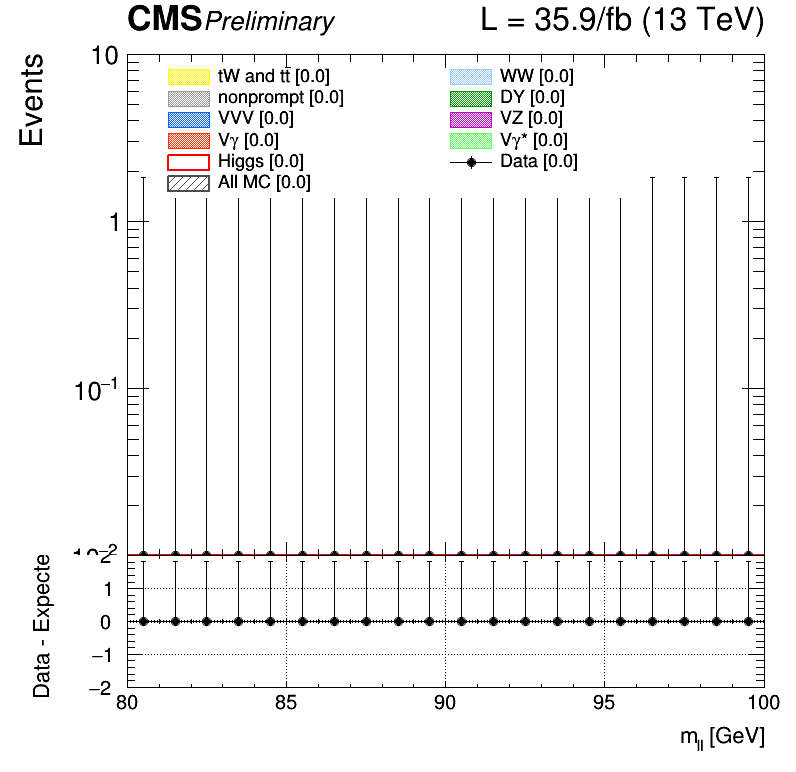 CMS Preliminary L = 35.9/fb (13 TeV)
Events
10
1
10⁻¹
tW and tt̄ [0.0]
nonprompt [0.0]
VVV [0.0]
Vγ [0.0]
Higgs [0.0]
All MC [0.0]
WW [0.0]
DY [0.0]
VZ [0.0]
Vγ* [0.0]
Data [0.0]
Data - Expecte
2
1
0
−1
−2
80 85 90 95 100
m_ll [GeV]